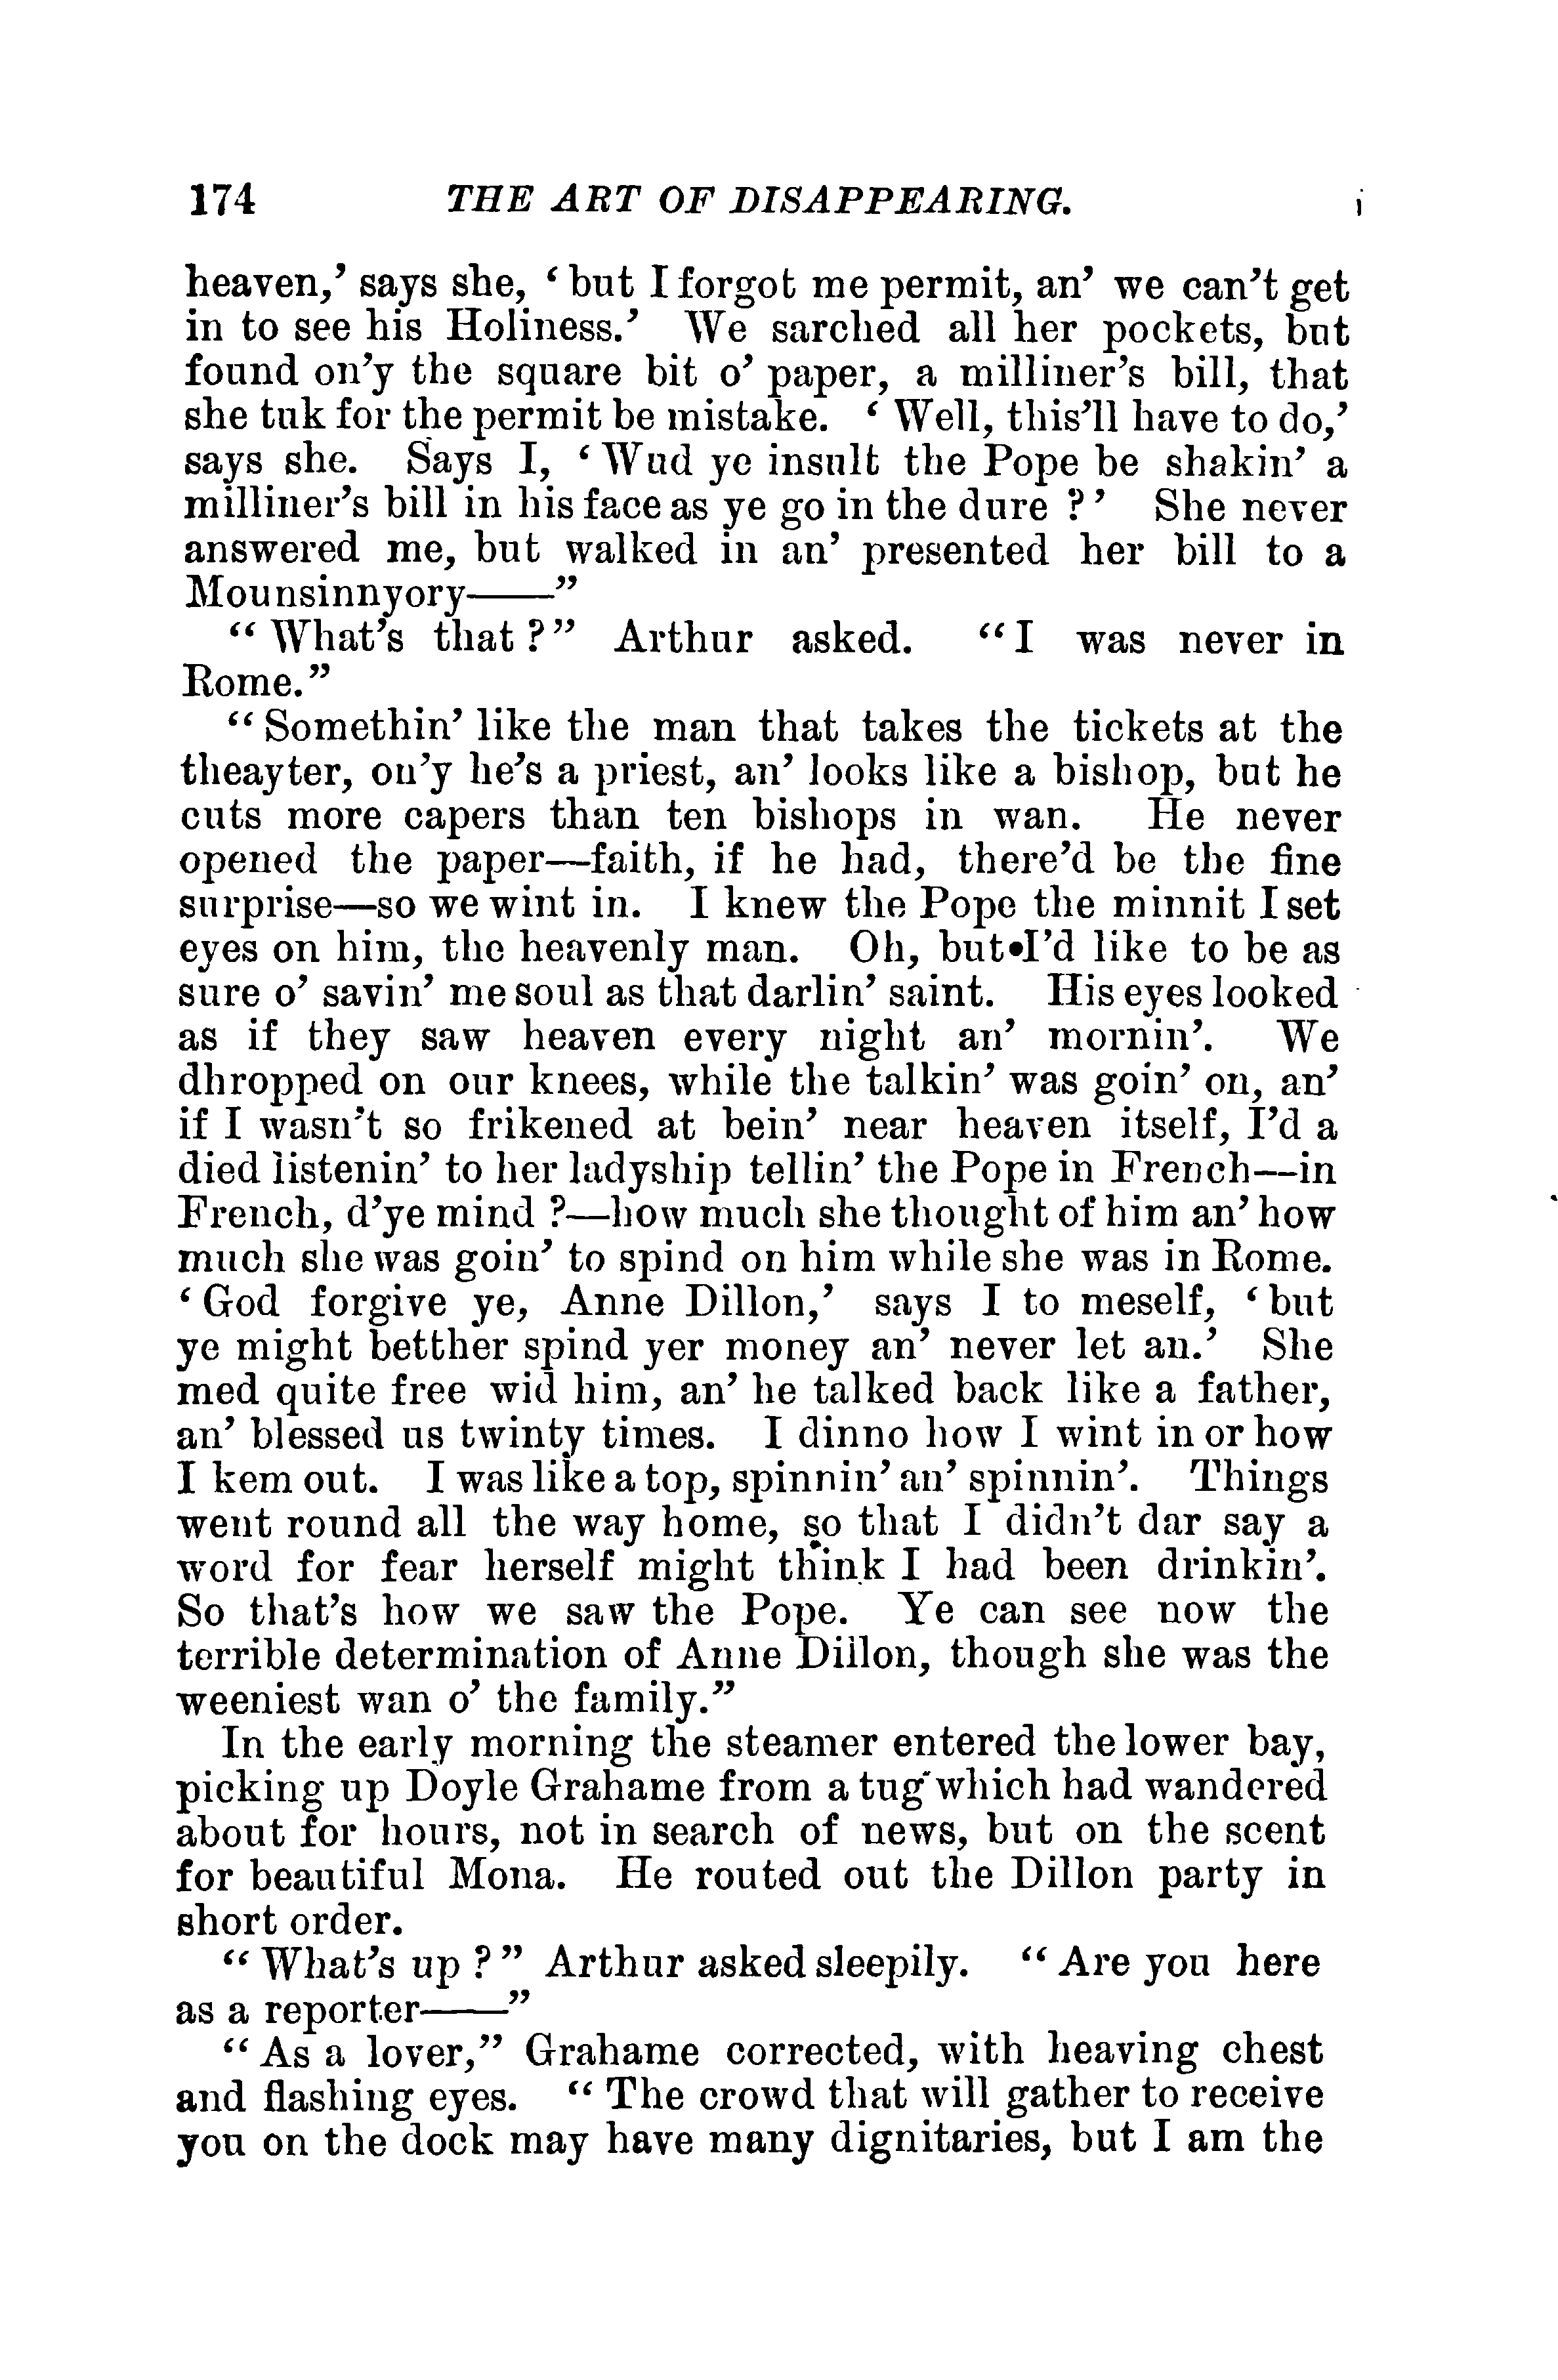 174 THE ART OF DISAPPEARING.
heaven,’ says she, ‘but I forgot me permit, an’ we can’t get
in to see his Holiness.’ We sarched all her pockets, but
found on’y the square bit o’ paper, a milliner’s bill, that
she tuk for the permit be mistake. ‘Well, this’ll have to do,’
says she. Says I, ‘Wud ye insult the Pope be shakin’ a
milliner’s bill in his face as ye go in the dure?’ She never
answered me, but walked in an’ presented her bill to a
Mounsinnyory——”
“What’s that?” Arthur asked. “I was never in
Rome.”
“Somethin’ like the man that takes the tickets at the
theayter, on’y he’s a priest, an’ looks like a bishop, but he
cuts more capers than ten bishops in wan. He never
opened the paper—faith, if he had, there’d be the fine
surprise—so we wint in. I knew the Pope the minnit I set
eyes on him, the heavenly man. Oh, but I’d like to be as
sure o’ savin’ me soul as that darlin’ saint. His eyes looked
as if they saw heaven every night an’ mornin’. We
dhropped on our knees, while the talkin’ was goin’ on, an’
if I wasn’t so frikened at bein’ near heaven itself, I’d a
died listenin’ to her ladyship tellin’ the Pope in French—in
French, d’ye mind?—how much she thought of him an’ how
much she was goin’ to spind on him while she was in Rome.
‘God forgive ye, Anne Dillon,’ says I to meself, ‘but
ye might betther spind yer money an’ never let an.’ She
med quite free wid him, an’ he talked back like a father,
an’ blessed us twinty times. I dinno how I wint in or how
I kem out. I was like a top, spinnin’ an’ spinnin’. Things
went round all the way home, so that I didn’t dar say a
word for fear herself might think I had been drinkin’.
So that’s how we saw the Pope. Ye can see now the
terrible determination of Anne Dillon, though she was the
weeniest wan o’ the family.”
In the early morning the steamer entered the lower bay,
picking up Doyle Grahame from a tug which had wandered
about for hours, not in search of news, but on the scent
for beautiful Mona. He routed out the Dillon party in
short order.
“What’s up?” Arthur asked sleepily. “Are you here
as a reporter——”
“As a lover,” Grahame corrected, with heaving chest
and flashing eyes. “The crowd that will gather to receive
you on the dock may have many dignitaries, but I am the